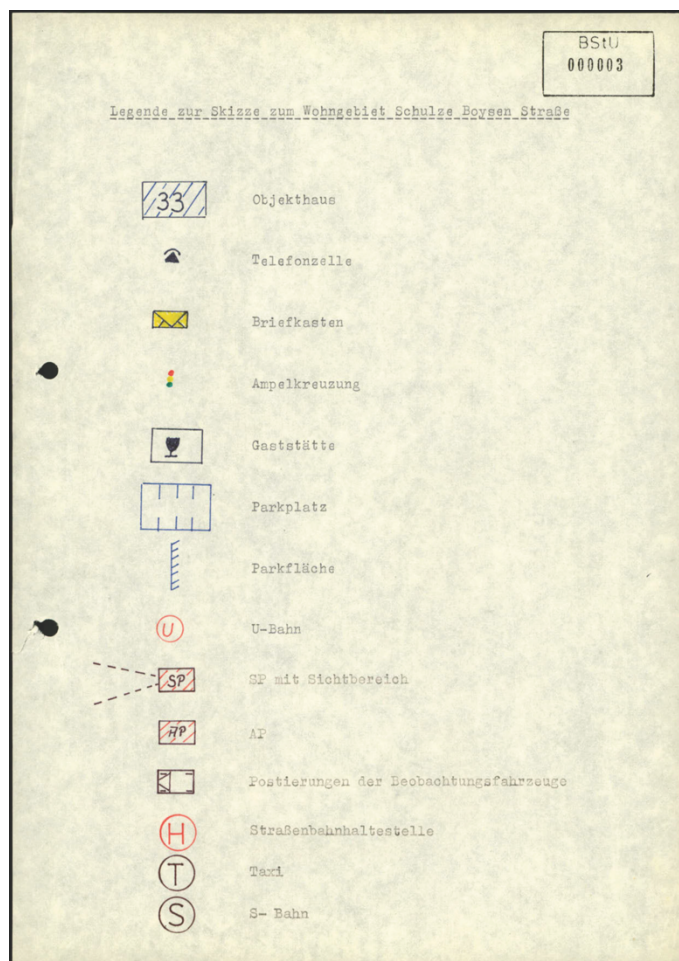 BStU
000003
Legende zur Skizze zum Wohngebiet Schulze Boysen Straße
33 Objekthaus
Telefonzelle
Briefkasten
Ampelkreuzung
Gaststätte
Parkplatz
Parkfläche
U U-Bahn
SP SP mit Sichtbereich
AP AP
Postierungen der Beobachtungsfahrzeuge
H Straßenbahnhaltestelle
T Taxi
S S- Bahn